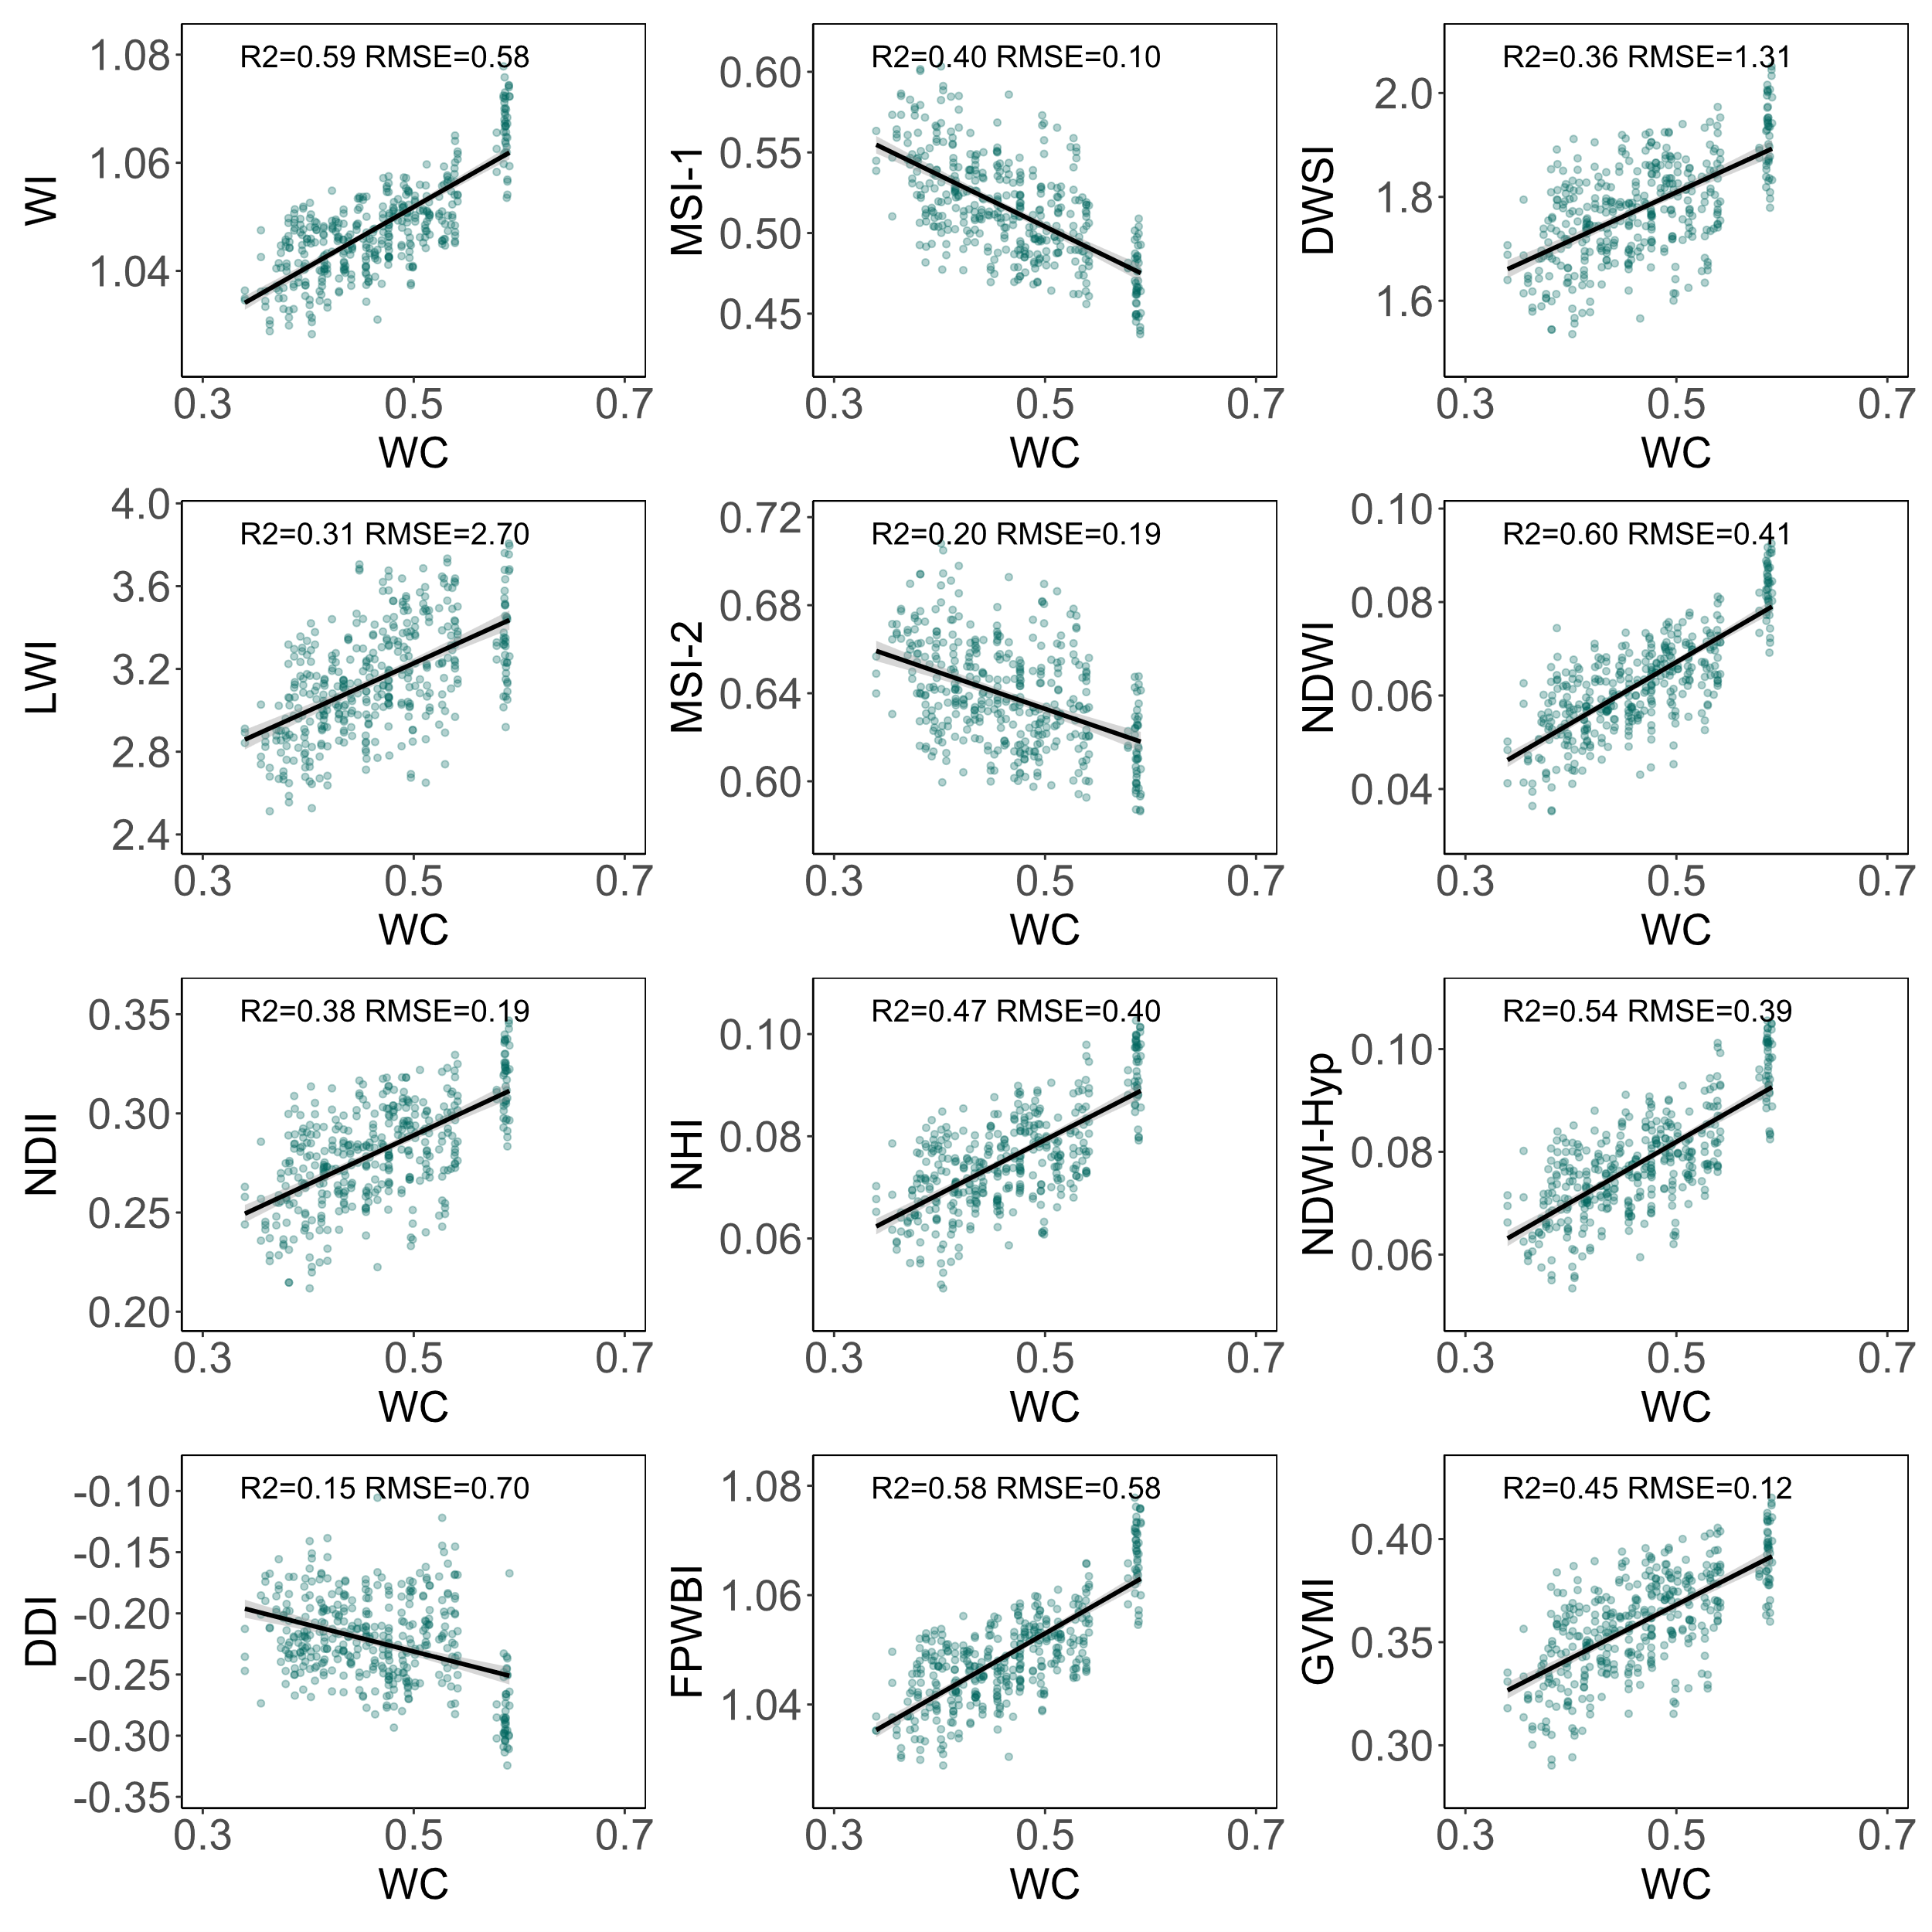 WI
1.08
1.06
1.04
R2=0.59 RMSE=0.58
0.3 0.5 0.7
WC
MSI-1
0.60
0.55
0.50
0.45
R2=0.40 RMSE=0.10
0.3 0.5 0.7
WC
DWSI
2.0
1.8
1.6
R2=0.36 RMSE=1.31
0.3 0.5 0.7
WC
LWI
4.0
3.6
3.2
2.8
2.4
R2=0.31 RMSE=2.70
0.3 0.5 0.7
WC
MSI-2
0.72
0.68
0.64
0.60
R2=0.20 RMSE=0.19
0.3 0.5 0.7
WC
NDWI
0.10
0.08
0.06
0.04
R2=0.60 RMSE=0.41
0.3 0.5 0.7
WC
NDII
0.35
0.30
0.25
0.20
R2=0.38 RMSE=0.19
0.3 0.5 0.7
WC
NHI
0.10
0.08
0.06
R2=0.47 RMSE=0.40
0.3 0.5 0.7
WC
NDWI-Hyp
0.10
0.08
0.06
R2=0.54 RMSE=0.39
0.3 0.5 0.7
WC
DDI
-0.10
-0.15
-0.20
-0.25
-0.30
-0.35
R2=0.15 RMSE=0.70
0.3 0.5 0.7
WC
FPWBI
1.08
1.06
1.04
R2=0.58 RMSE=0.58
0.3 0.5 0.7
WC
GVMII
0.40
0.35
0.30
R2=0.45 RMSE=0.12
0.3 0.5 0.7
WC